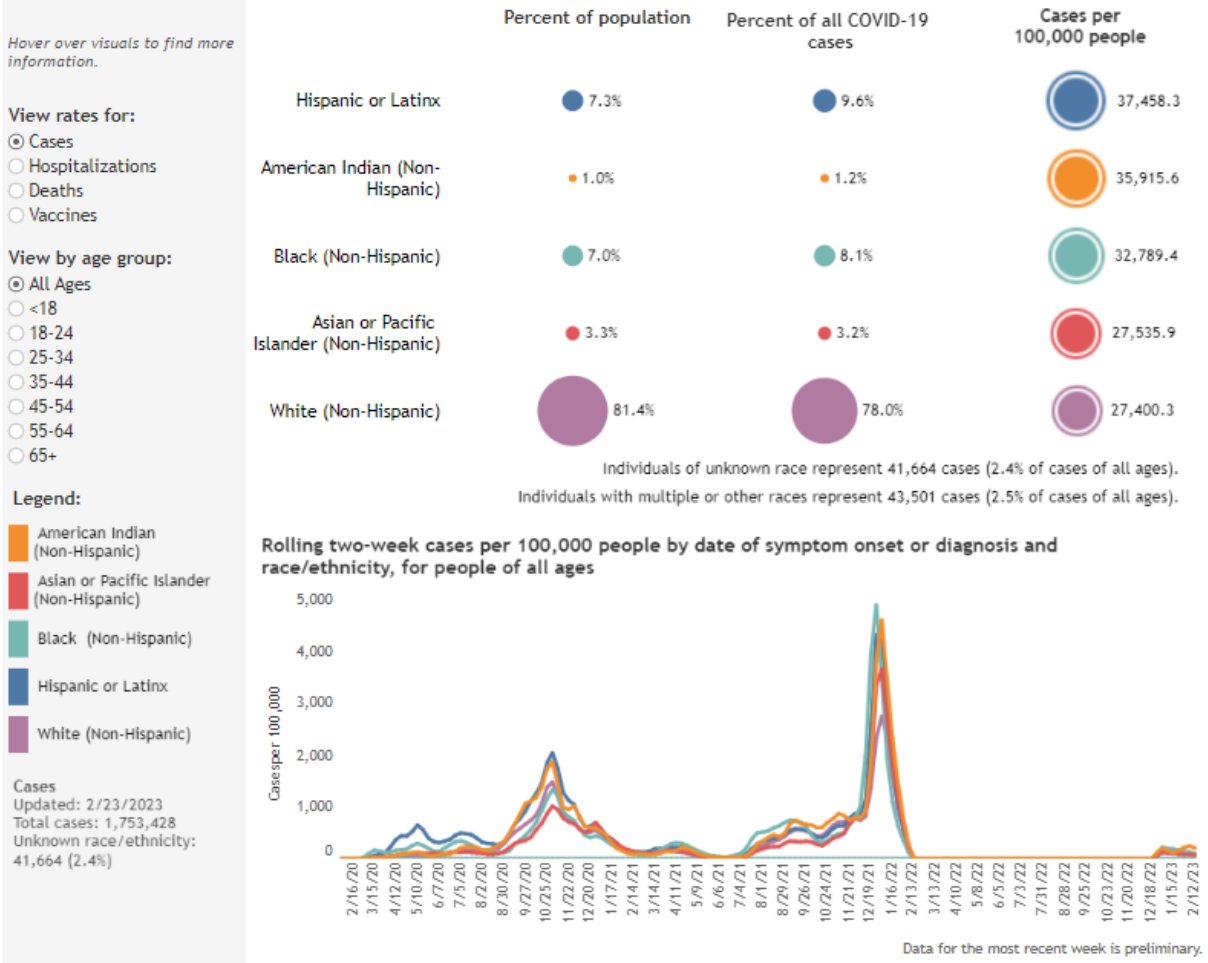 Hover over visuals to find more
information.
View rates for:
Cases
Hospitalizations
Deaths
Vaccines
View by age group:
All Ages
<18
18-24
25-34
35-44
45-54
55-64
65+
Legend:
American Indian
(Non-Hispanic)
Asian or Pacific Islander
(Non-Hispanic)
Black (Non-Hispanic)
Hispanic or Latinx
White (Non-Hispanic)
Cases
Updated: 2/23/2023
Total cases: 1,753,428
Unknown race/ethnicity:
41,664 (2.4%)
Percent of population
Percent of all COVID-19
cases
Cases per
100,000 people
Hispanic or Latinx 7.3% 9.6% 37,458.3
American Indian (Non-
Hispanic) 1.0% 1.2% 35,915.6
Black (Non-Hispanic) 7.0% 8.1% 32,789.4
Asian or Pacific
Islander (Non-Hispanic) 3.3% 3.2% 27,535.9
White (Non-Hispanic) 81.4% 78.0% 27,400.3
Individuals of unknown race represent 41,664 cases (2.4% of cases of all ages).
Individuals with multiple or other races represent 43,501 cases (2.5% of cases of all ages).
Rolling two-week cases per 100,000 people by date of symptom onset or diagnosis and
race/ethnicity, for people of all ages
Cases per 100,000
5,000
4,000
3,000
2,000
1,000
0
2/16/20
3/15/20
4/12/20
5/10/20
6/7/20
7/5/20
8/2/20
8/30/20
9/27/20
10/25/20
11/22/20
12/20/20
1/17/21
2/14/21
3/14/21
4/11/21
5/9/21
6/6/21
7/4/21
8/1/21
8/29/21
9/26/21
10/24/21
11/21/21
12/19/21
1/16/22
2/13/22
3/13/22
4/10/22
5/8/22
6/5/22
7/3/22
7/31/22
8/28/22
9/25/22
10/23/22
11/20/22
12/18/22
1/15/23
2/12/23
Data for the most recent week is preliminary.